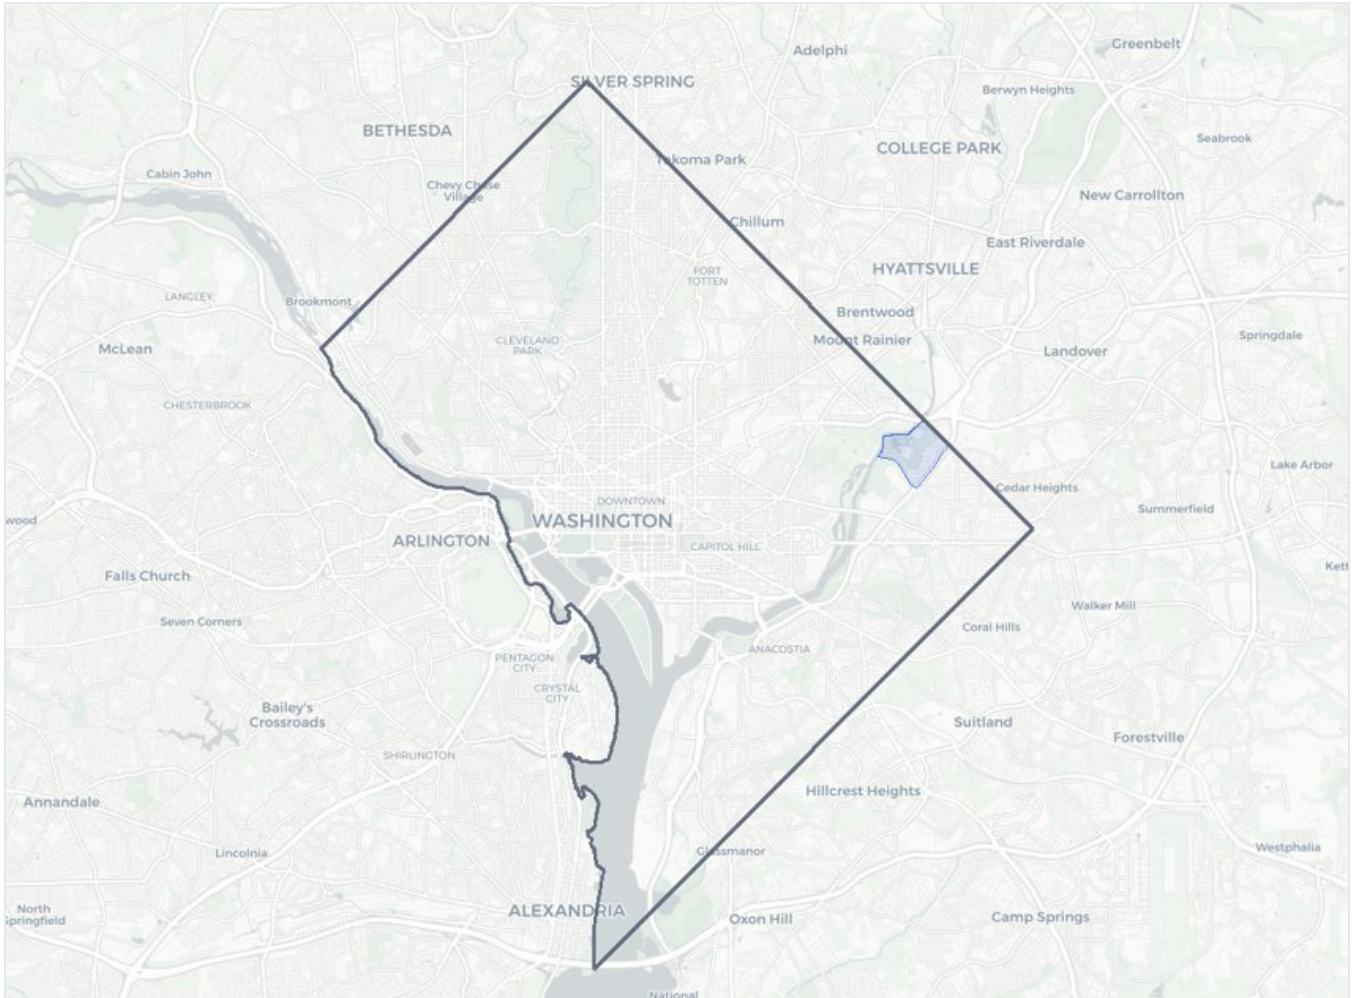 Adelphi
Greenbelt
SILVER SPRING
Berwyn Heights
BETHESDA
Seabrook
COLLEGE PARK
Takoma Park
Cabin John
Chevy Chase
Village
New Carrollton
Chillum
East Riverdale
HYATTSVILLE
FORT
TOTTEN
LANGLEY
Brookmont
Brentwood
Springdale
CLEVELAND
PARK
Mount Rainier
McLean
Landover
CHESTERBROOK
Lake Arbor
Cedar Heights
DOWNTOWN
Summerfield
wood
WASHINGTON
ARLINGTON
CAPITOL HILL
Kett
Falls Church
Walker Mill
Seven Corners
Coral Hills
ANACOSTIA
PENTAGON
CITY
CRYSTAL
CITY
Bailey's
Crossroads
Suitland
Forestville
SHIRLINGTON
Hillcrest Heights
Annandale
Lincolnia
Glassmanor
Westphalia
North
Springfield
ALEXANDRIA
Oxon Hill
Camp Springs
National